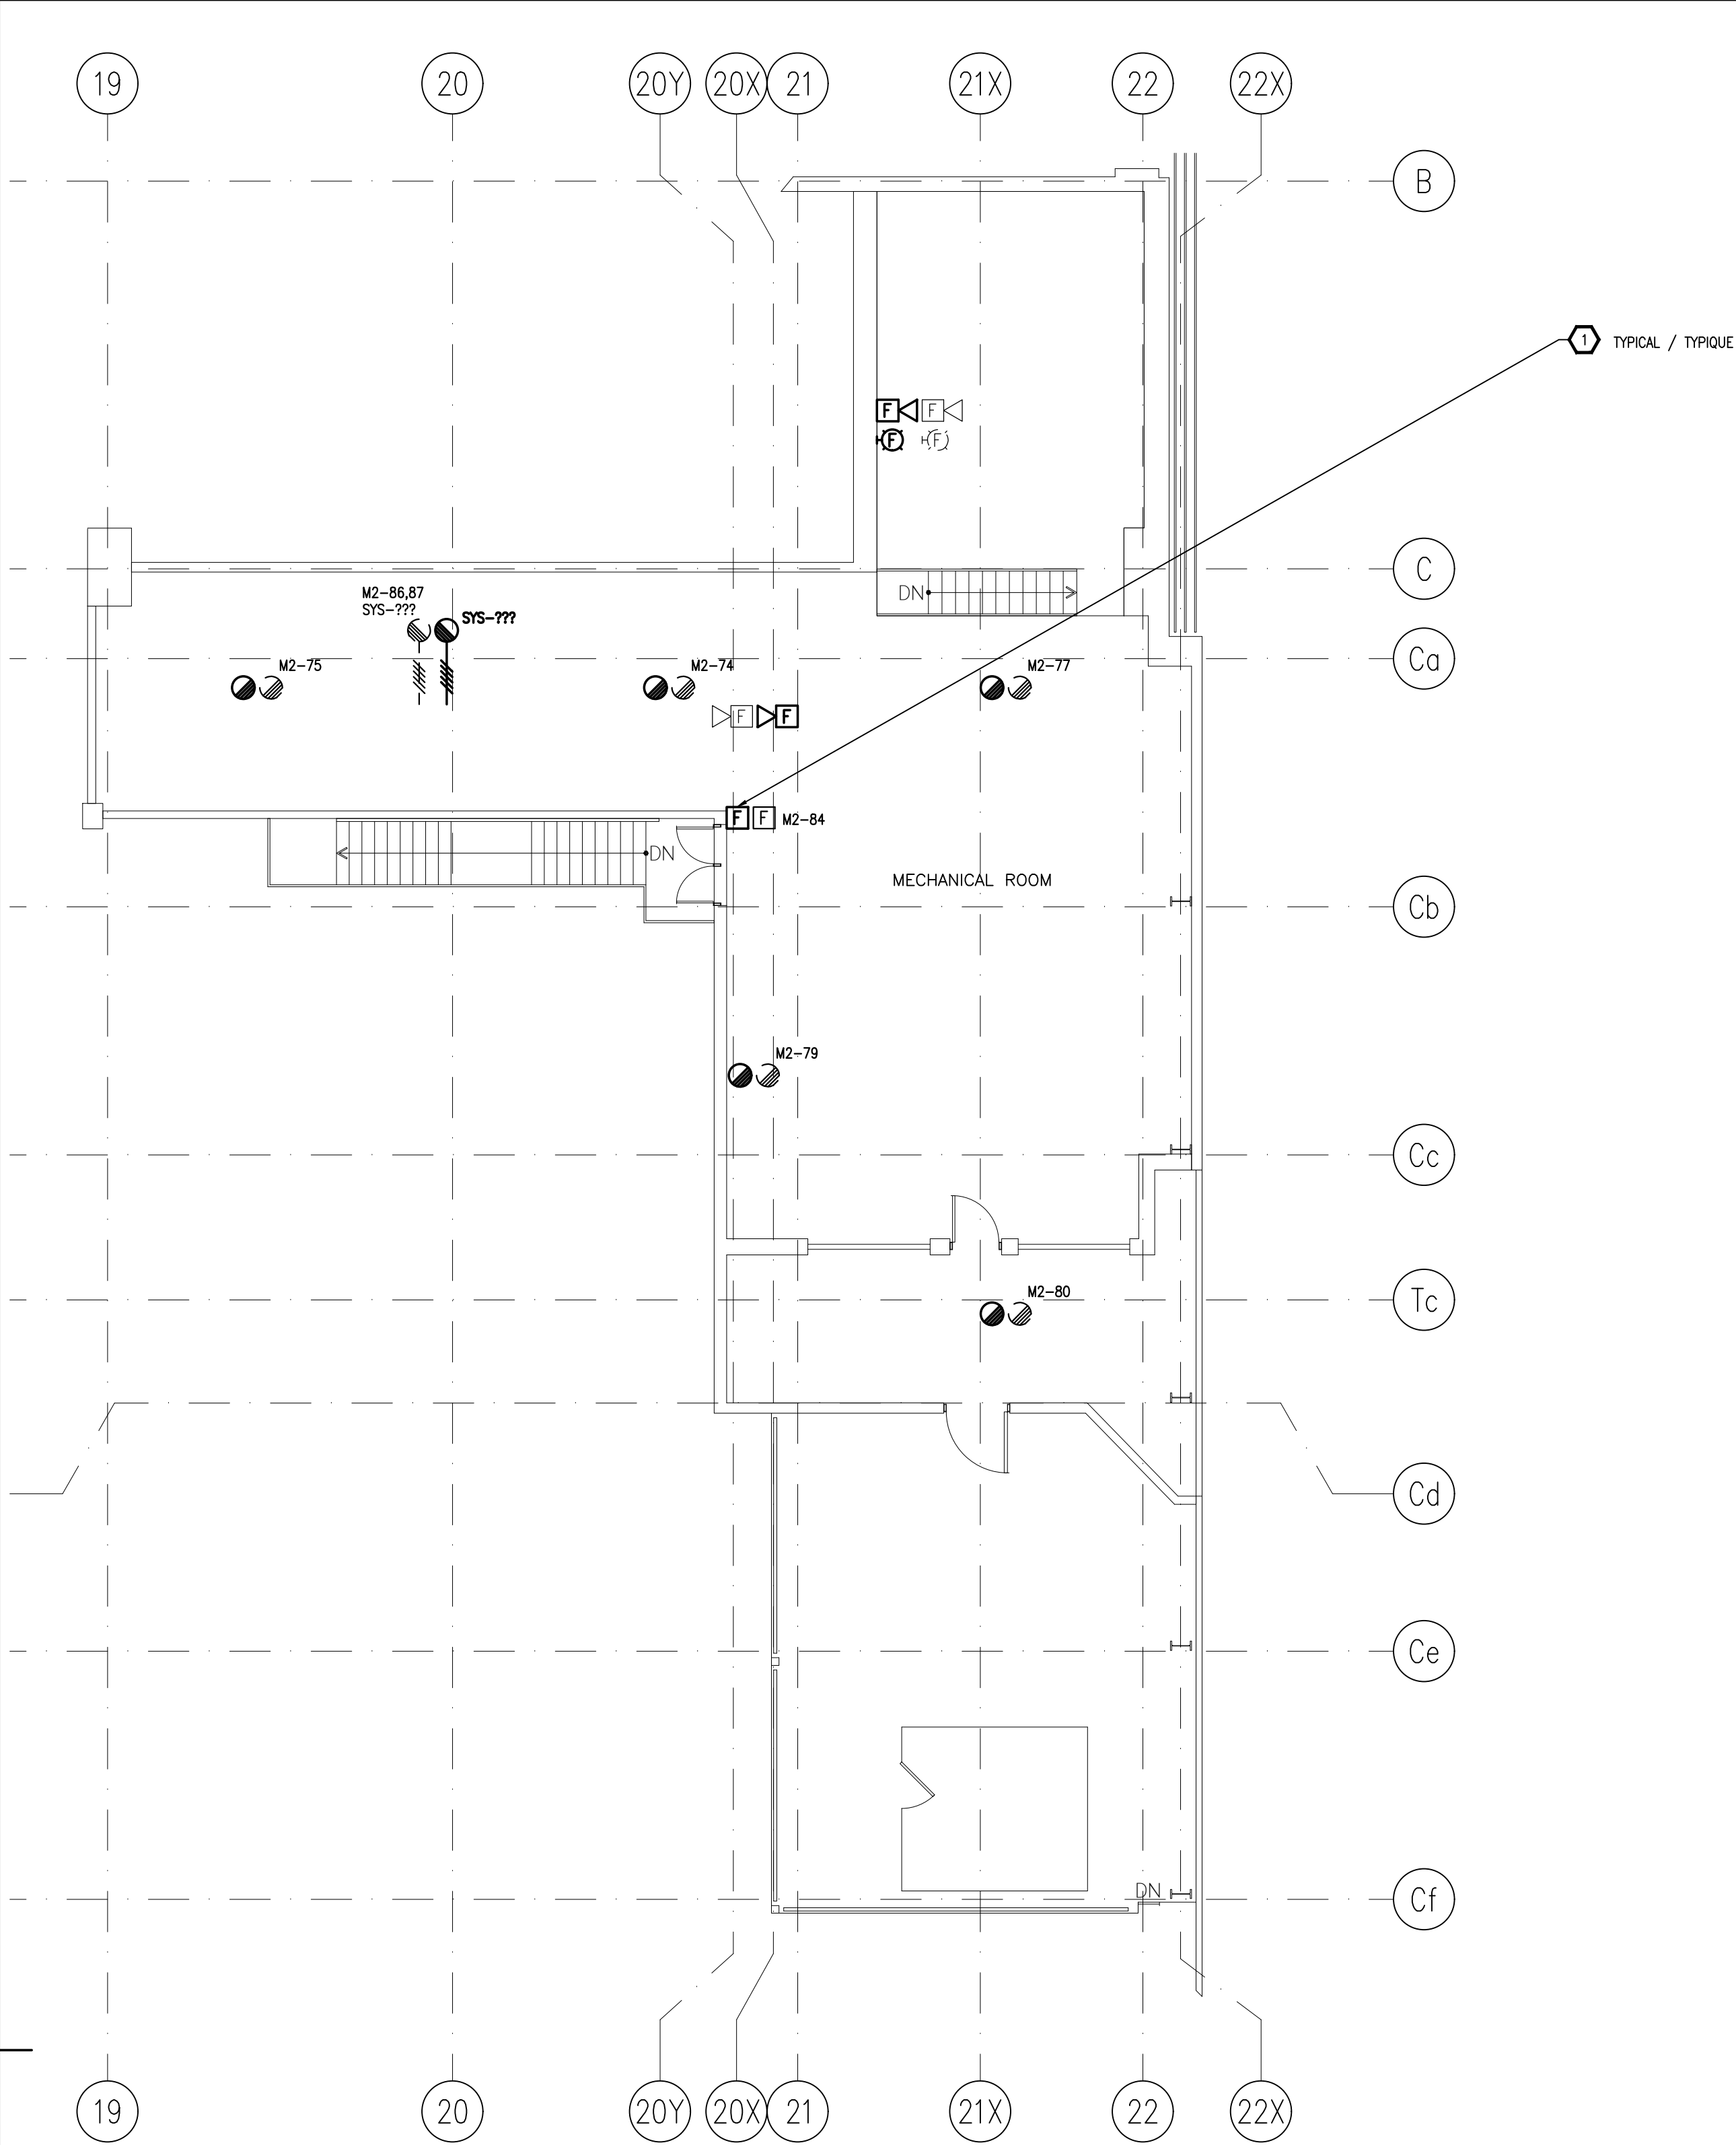 19 20 20Y 20X 21 21X 22 22X
B
1 TYPICAL / TYPIQUE
F F
F F
C
M2-86,87
SYS-???
SYS-???
DN
Ca
M2-75
M2-74
M2-77
F F
F F M2-84
DN
MECHANICAL ROOM
Cb
M2-79
Cc
M2-80
Tc
Cd
Ce
DN
Cf
19 20 20Y 20X 21 21X 22 22X